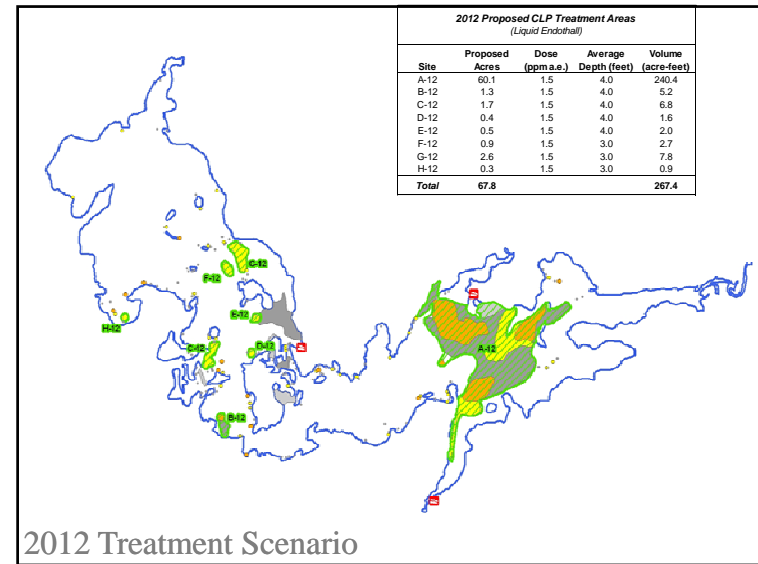 2012 Proposed CLP Treatment Areas
(Liquid Endothall)
Site Proposed Acres Dose (ppm a.e.) Average Depth (feet) Volume (acre-feet)
A-12 60.1 1.5 4.0 240.4
B-12 1.3 1.5 4.0 5.2
C-12 1.7 1.5 4.0 6.8
D-12 0.4 1.5 4.0 1.6
E-12 0.5 1.5 4.0 2.0
F-12 0.9 1.5 3.0 2.7
G-12 2.6 1.5 3.0 7.8
H-12 0.3 1.5 3.0 0.9
Total 67.8 267.4
G-12
F-12
E-12
H-12
C-12
D-12
A-12
B-12
2012 Treatment Scenario